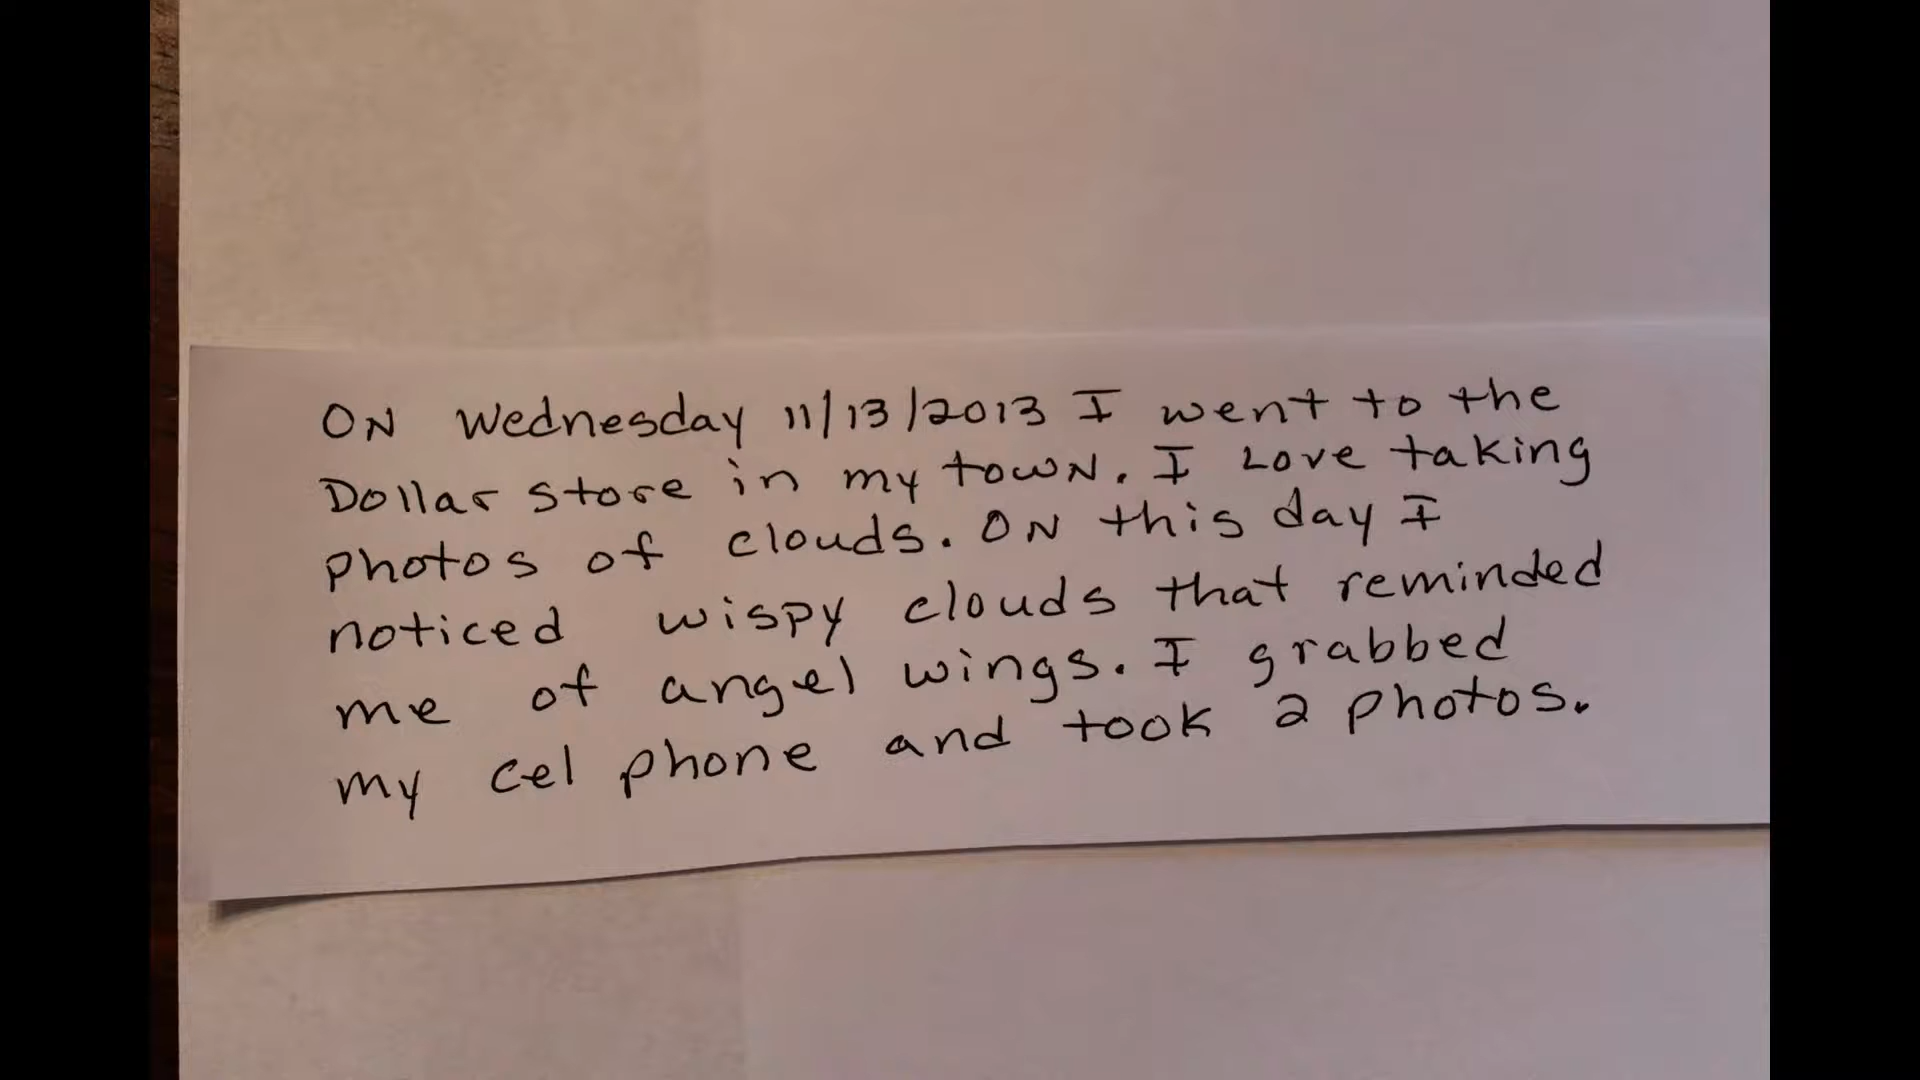 ON Wednesday 11/13/2013 I went to the
Dollar store in my town. I Love taking
photos of clouds. ON this day I
noticed wispy clouds that reminded
me of angel wings. I grabbed
my cel phone and took 2 photos.